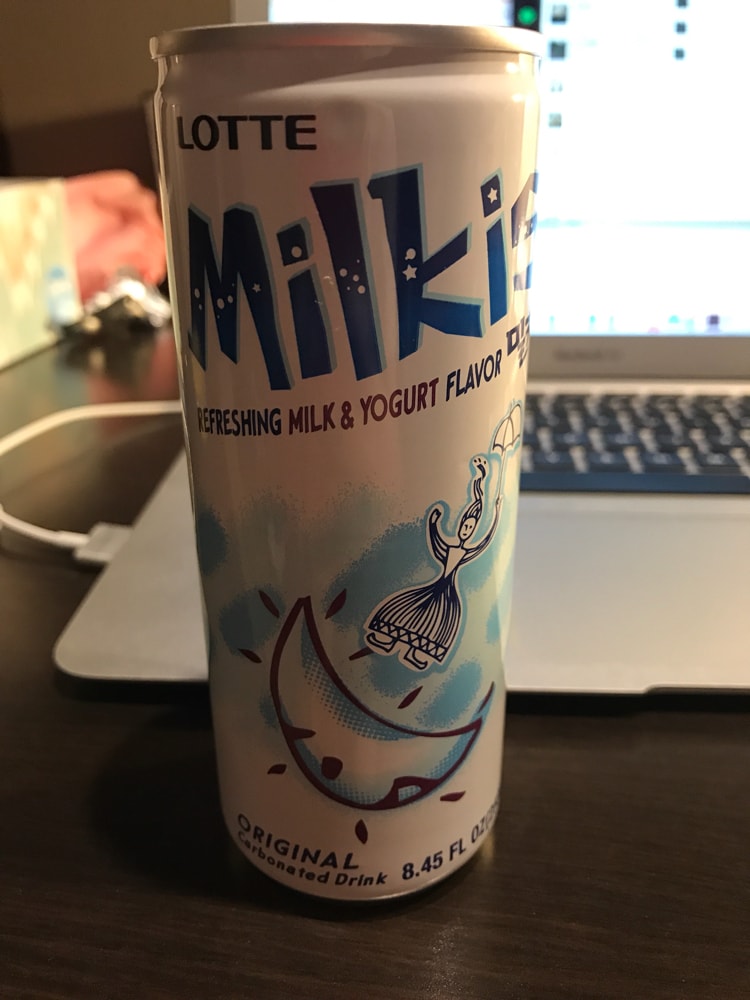 LOTTE
Milkis
REFRESHING MILK & YOGURT FLAVOR
ORIGINAL
Carbonated Drink 8.45 FL OZ